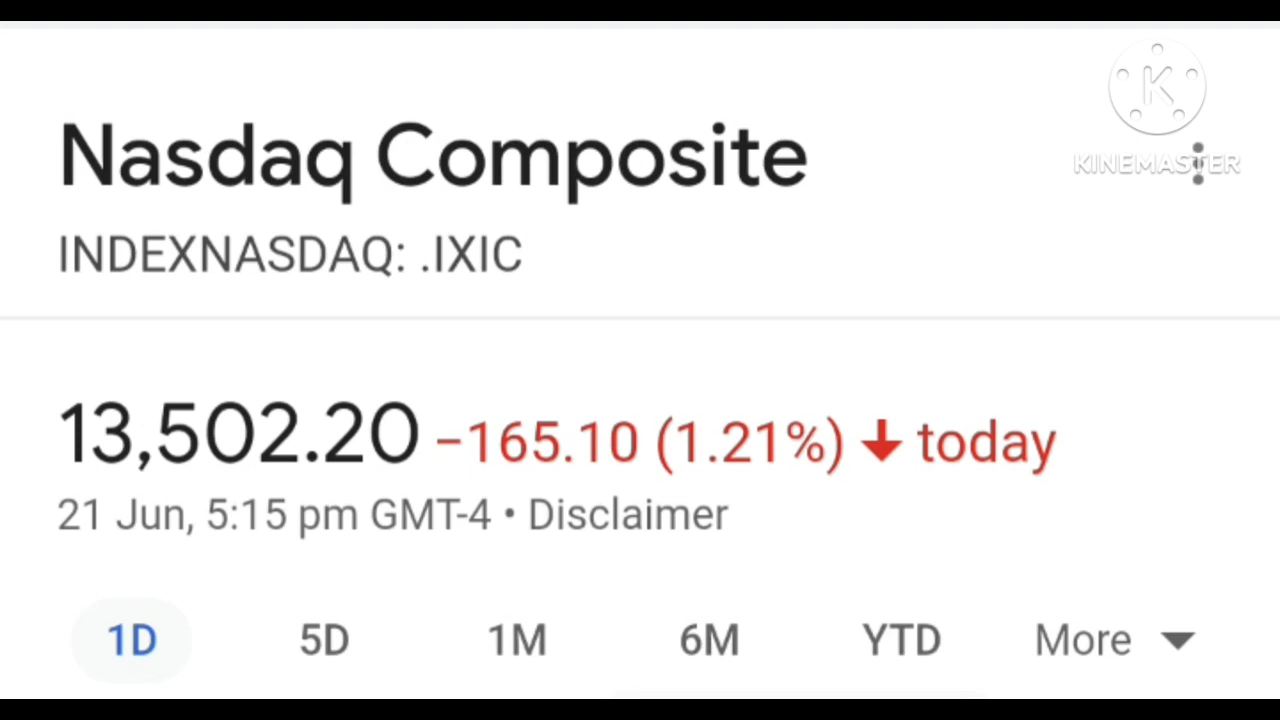 K
KINEMASTER
Nasdaq Composite
INDEXNASDAQ: .IXIC
13,502.20 −165.10 (1.21%) ↓ today
21 Jun, 5:15 pm GMT-4 • Disclaimer
1D 5D 1M 6M YTD More